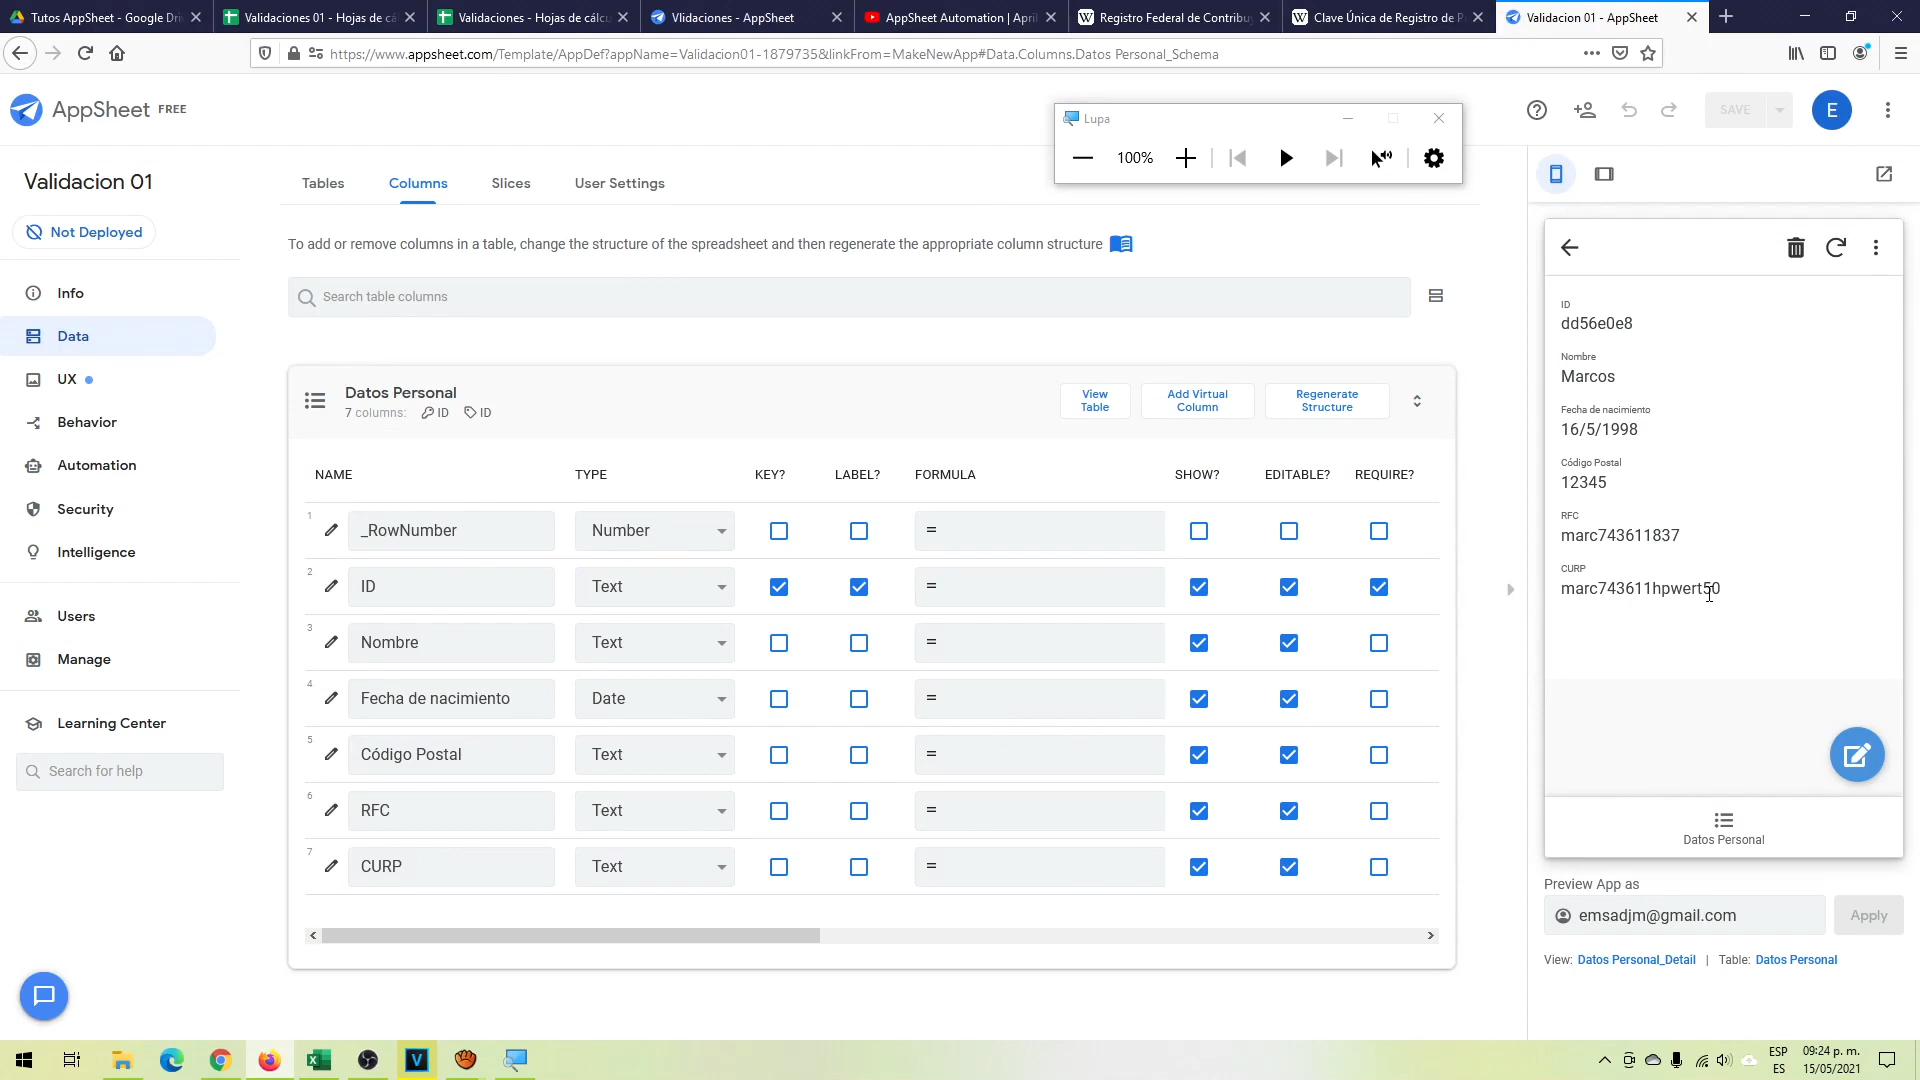 Tutos AppSheet - Google Dri
Validaciones 01 - Hojas de cál
Validaciones - Hojas de cálcu
Vlidaciones - AppSheet
AppSheet Automation | April
Registro Federal de Contribu
Clave Única de Registro de P
Validacion 01 - AppSheet
https://www.appsheet.com/Template/AppDef?appName=Validacion01-1879735&linkFrom=MakeNewApp#Data.Columns.Datos Personal_Schema
AppSheet FREE
Lupa
100%
SAVE
E
Validacion 01
Not Deployed
Info
Data
UX
Behavior
Automation
Security
Intelligence
Users
Manage
Learning Center
Search for help
Tables
Columns
Slices
User Settings
To add or remove columns in a table, change the structure of the spreadsheet and then regenerate the appropriate column structure
Search table columns
Datos Personal
7 columns: ID ID
View Table
Add Virtual Column
Regenerate Structure
NAME TYPE KEY? LABEL? FORMULA SHOW? EDITABLE? REQUIRE?
1 _RowNumber Number =
2 ID Text =
3 Nombre Text =
4 Fecha de nacimiento Date =
5 Código Postal Text =
6 RFC Text =
7 CURP Text =
ID
dd56e0e8
Nombre
Marcos
Fecha de nacimiento
16/5/1998
Código Postal
12345
RFC
marc743611837
CURP
marc743611hpwert50
Datos Personal
Preview App as
emsadjm@gmail.com
Apply
View: Datos Personal_Detail | Table: Datos Personal
V
ESP
ES
09:24 p. m.
15/05/2021